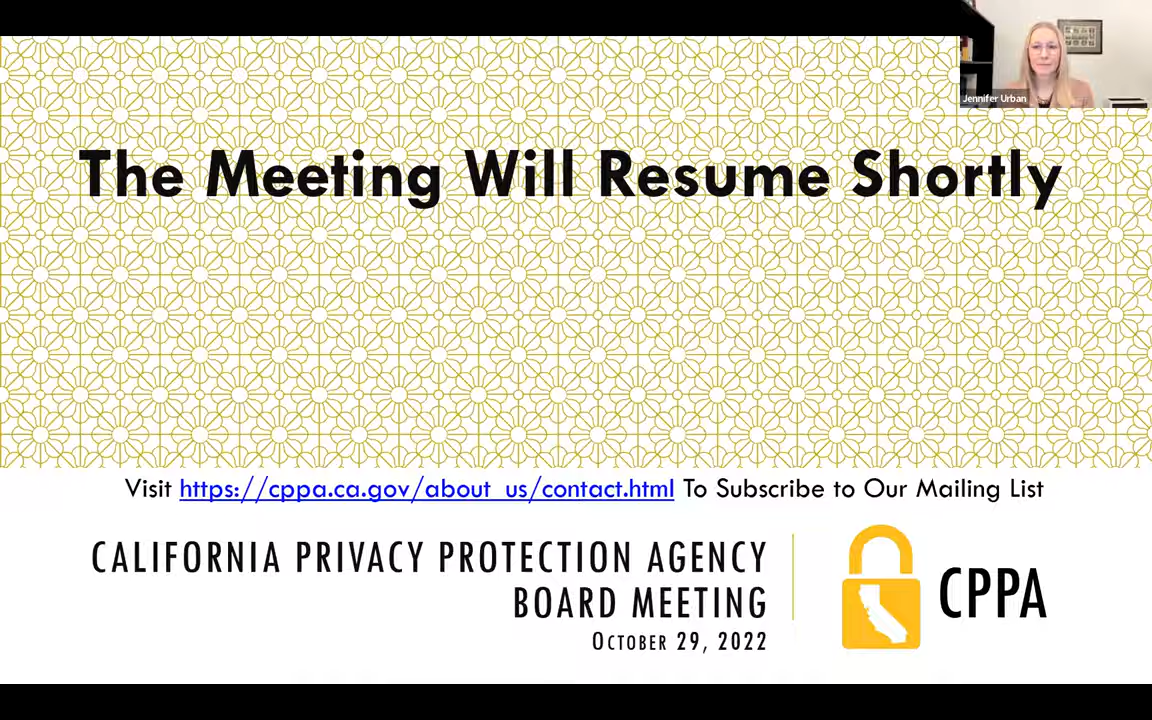 Jennifer Urban
The Meeting Will Resume Shortly
Visit https://cppa.ca.gov/about_us/contact.html To Subscribe to Our Mailing List
CALIFORNIA PRIVACY PROTECTION AGENCY
BOARD MEETING
OCTOBER 29, 2022
CPPA